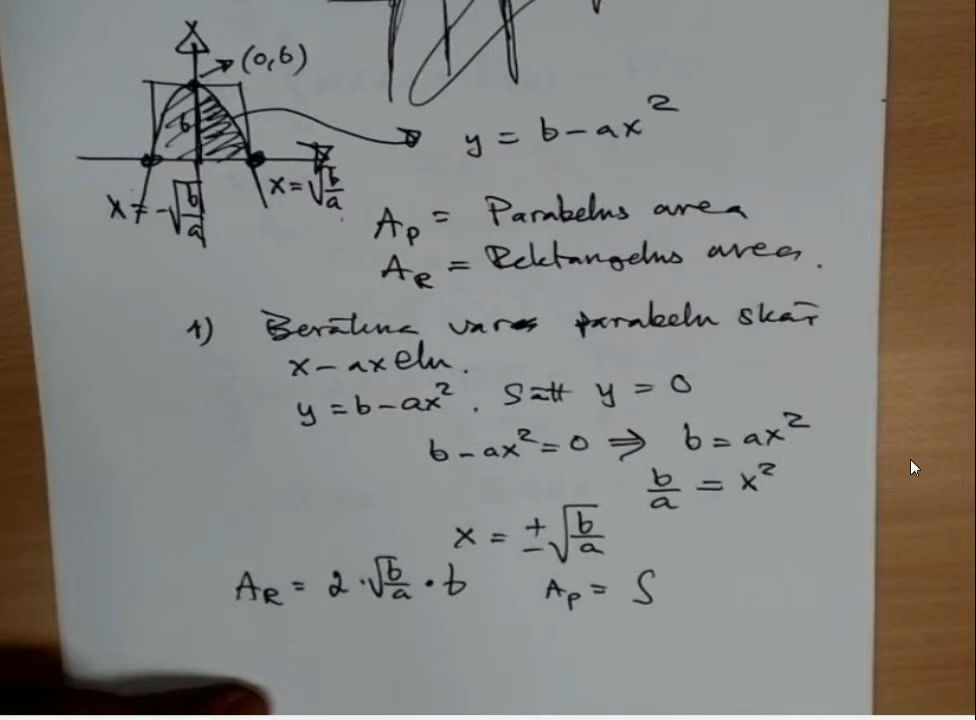 (0,b)
b
y = b - ax²
x = -√(b/a)
x = √(b/a)
A_P = Parabelns area
A_R = Rektangelns area.
1) Beräkna var parabeln skär
x-axeln.
y = b - ax². Sätt y = 0
b - ax² = 0 ⇒ b = ax²
b/a = x²
x = ±√(b/a)
A_R = 2·√(b/a)·b A_P = ∫